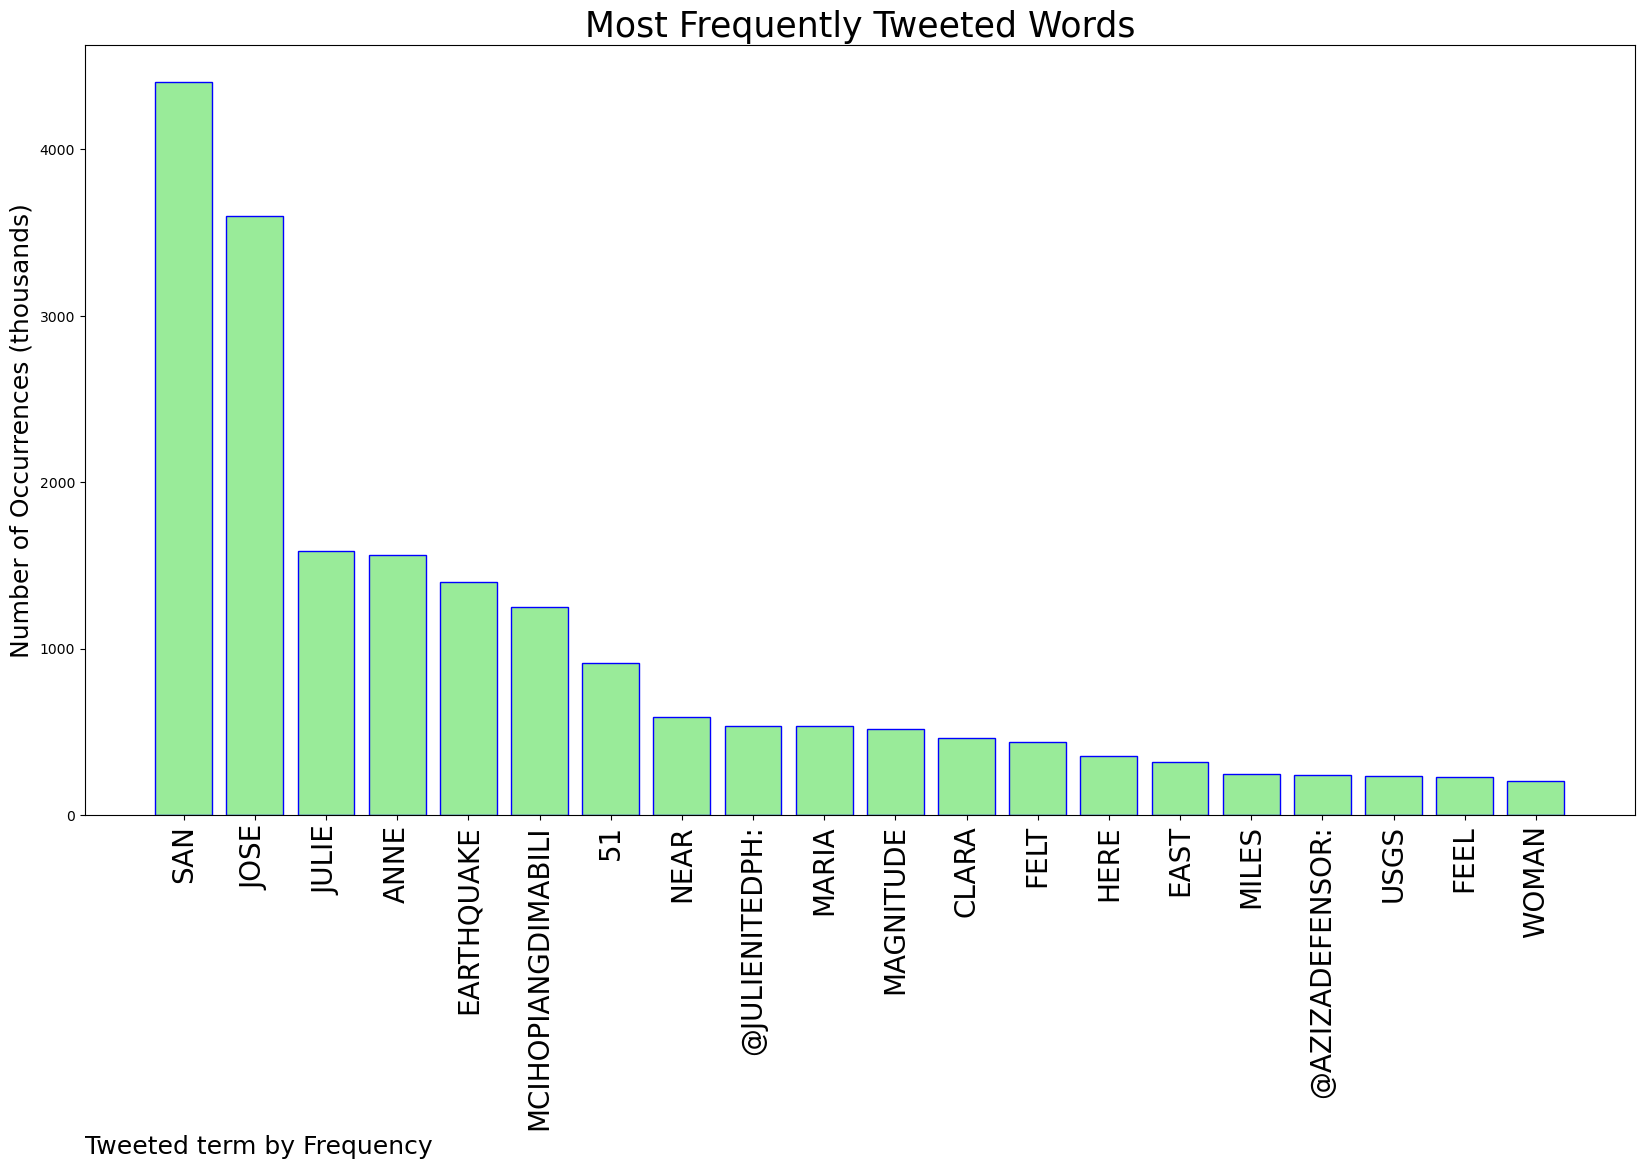 Most Frequently Tweeted Words
Number of Occurrences (thousands)
4000
3000
2000
1000
0
SAN
JOSE
JULIE
ANNE
EARTHQUAKE
MCIHOPIANGDIMABILI
51
NEAR
@JULIENITEDPH:
MARIA
MAGNITUDE
CLARA
FELT
HERE
EAST
MILES
@AZIZADEFENSOR:
USGS
FEEL
WOMAN
Tweeted term by Frequency